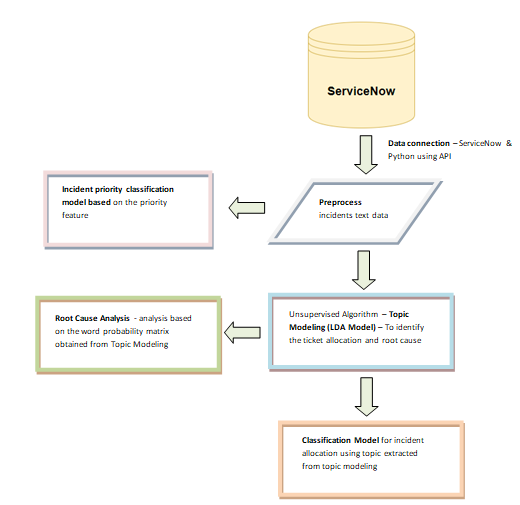 ServiceNow
Data connection – ServiceNow &
Python using API
Incident priority classification
model based on the priority
feature
Preprocess
incidents text data
Root Cause Analysis - analysis based
on the word probability matrix
obtained from Topic Modeling
Unsupervised Algorithm – Topic
Modeling (LDA Model) – To identify
the ticket allocation and root cause
Classification Model for incident
allocation using topic extracted
from topic modeling